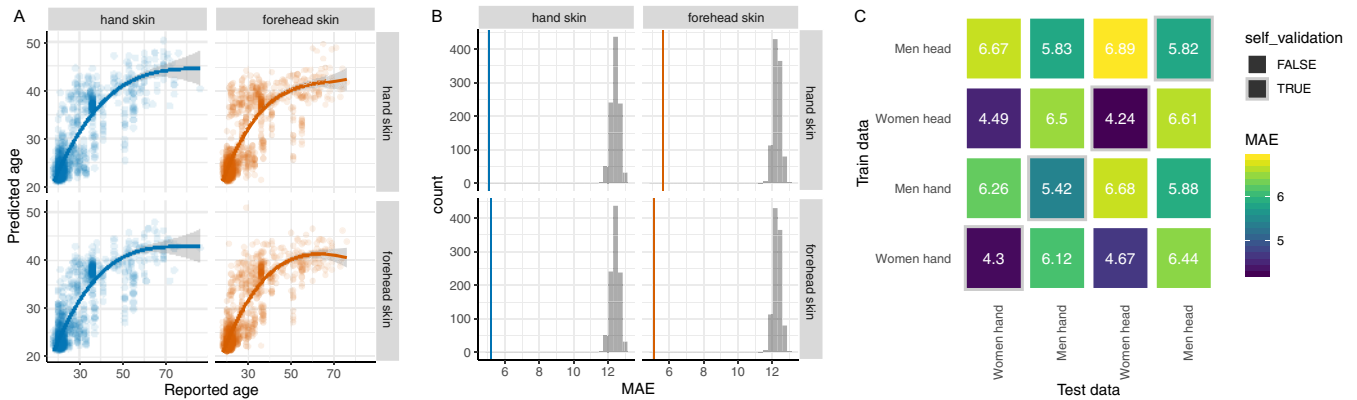 A
hand skin
forehead skin
50
40
30
20
hand skin
50
40
30
20
forehead skin
30
50
70
30
50
70
Predicted age
Reported age
B
hand skin
forehead skin
400
300
200
100
0
hand skin
400
300
200
100
0
forehead skin
6
8
10
12
6
8
10
12
count
MAE
C
Men head
6.67
5.83
6.89
5.82
Women head
4.49
6.5
4.24
6.61
Men hand
6.26
5.42
6.68
5.88
Women hand
4.3
6.12
4.67
6.44
Women hand
Men hand
Women head
Men head
Train data
Test data
self_validation
FALSE
TRUE
MAE
6
5